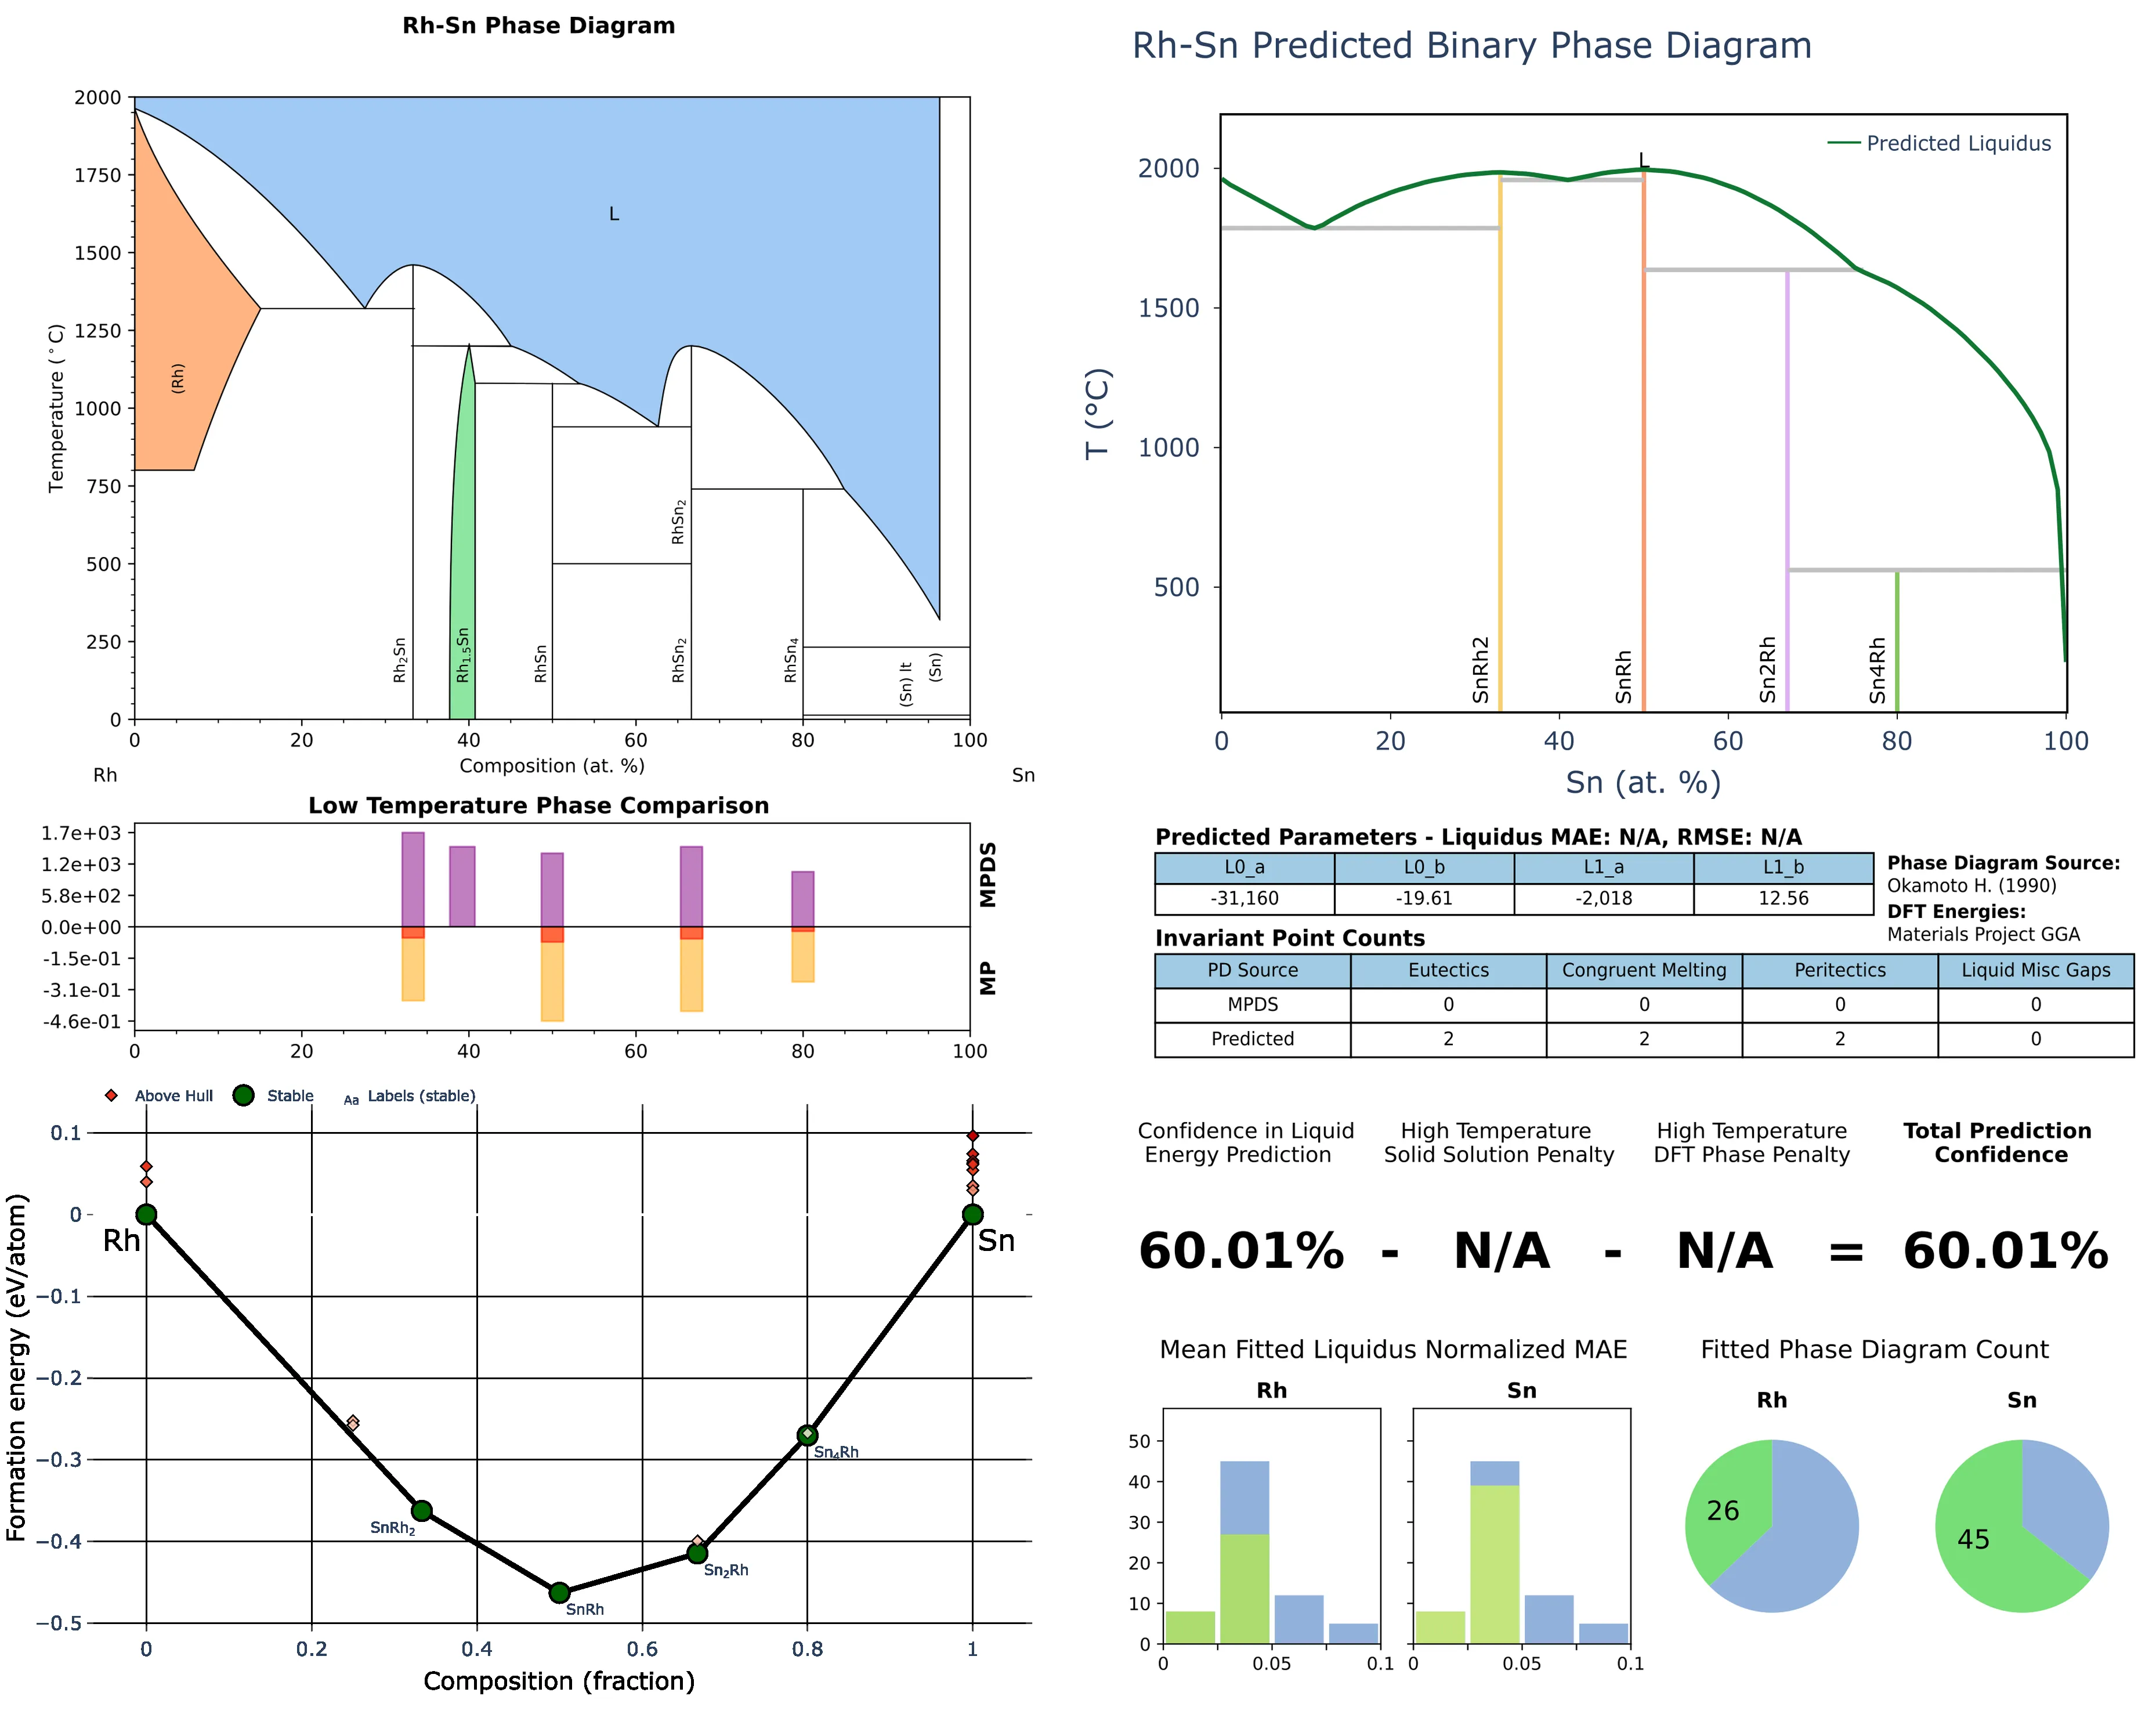 Rh-Sn Phase Diagram
2000
1750
1500
1250
1000
750
500
250
0
Temperature (°C)
L
(Rh)
Rh₂Sn
Rh₁.₅Sn
RhSn
RhSn₂
RhSn₂
RhSn₄
(Sn) lt
(Sn)
0 20 40 60 80 100
Composition (at. %)
Rh Sn
Low Temperature Phase Comparison
1.7e+03
1.2e+03
5.8e+02
0.0e+00
-1.5e-01
-3.1e-01
-4.6e-01
MPDS
MP
0 20 40 60 80 100
Above Hull Stable Aa Labels (stable)
0.1
0
−0.1
−0.2
−0.3
−0.4
−0.5
Formation energy (eV/atom)
Rh
Sn
SnRh₂
SnRh
Sn₂Rh
Sn₄Rh
0 0.2 0.4 0.6 0.8 1
Composition (fraction)
Rh-Sn Predicted Binary Phase Diagram
Predicted Liquidus
L
2000
1500
1000
500
T (°C)
SnRh2
SnRh
Sn2Rh
Sn4Rh
0 20 40 60 80 100
Sn (at. %)
Predicted Parameters - Liquidus MAE: N/A, RMSE: N/A
L0_a L0_b L1_a L1_b
-31,160 -19.61 -2,018 12.56
Phase Diagram Source:
Okamoto H. (1990)
DFT Energies:
Materials Project GGA
Invariant Point Counts
PD Source Eutectics Congruent Melting Peritectics Liquid Misc Gaps
MPDS 0 0 0 0
Predicted 2 2 2 0
Confidence in Liquid
Energy Prediction
High Temperature
Solid Solution Penalty
High Temperature
DFT Phase Penalty
Total Prediction
Confidence
60.01% - N/A - N/A = 60.01%
Mean Fitted Liquidus Normalized MAE
Rh Sn
50
40
30
20
10
0
0 0.05 0.1 0 0.05 0.1
Fitted Phase Diagram Count
Rh Sn
26
45